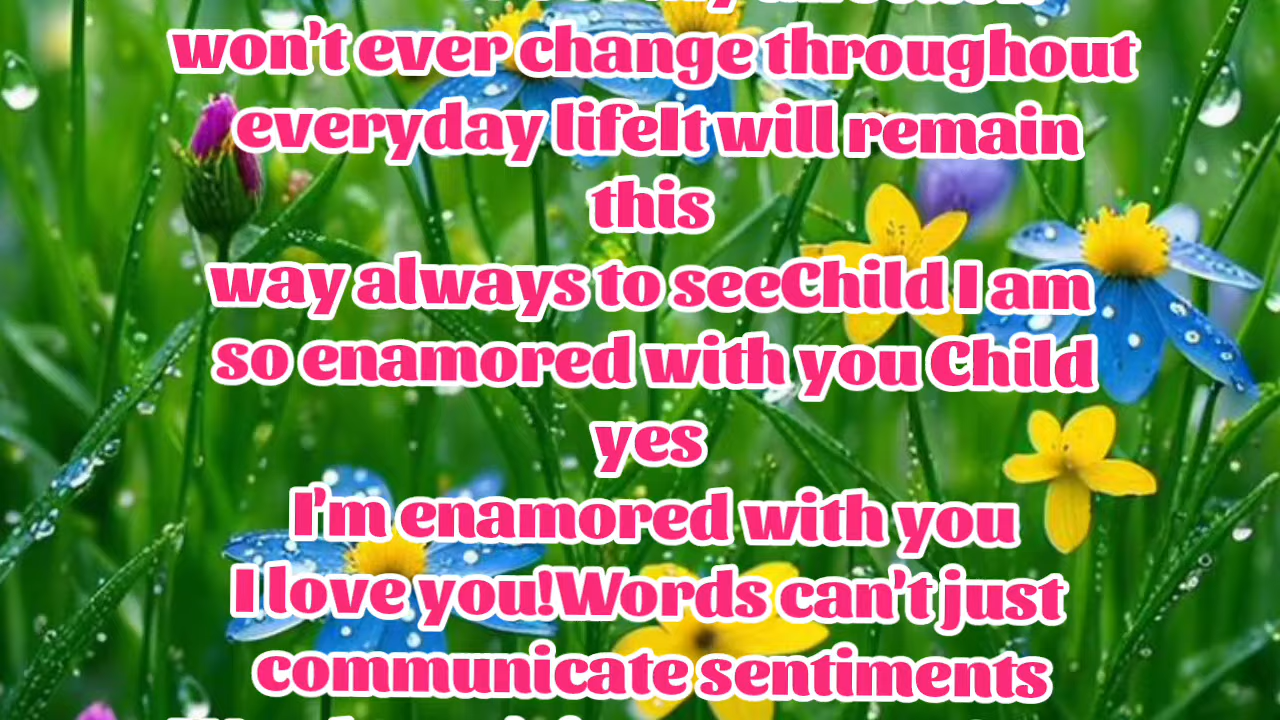 won't ever change throughout
everyday lifeIt will remain
this
way always to seeChild I am
so enamored with you Child
yes
I'm enamored with you
I love you!Words can't just
communicate sentiments